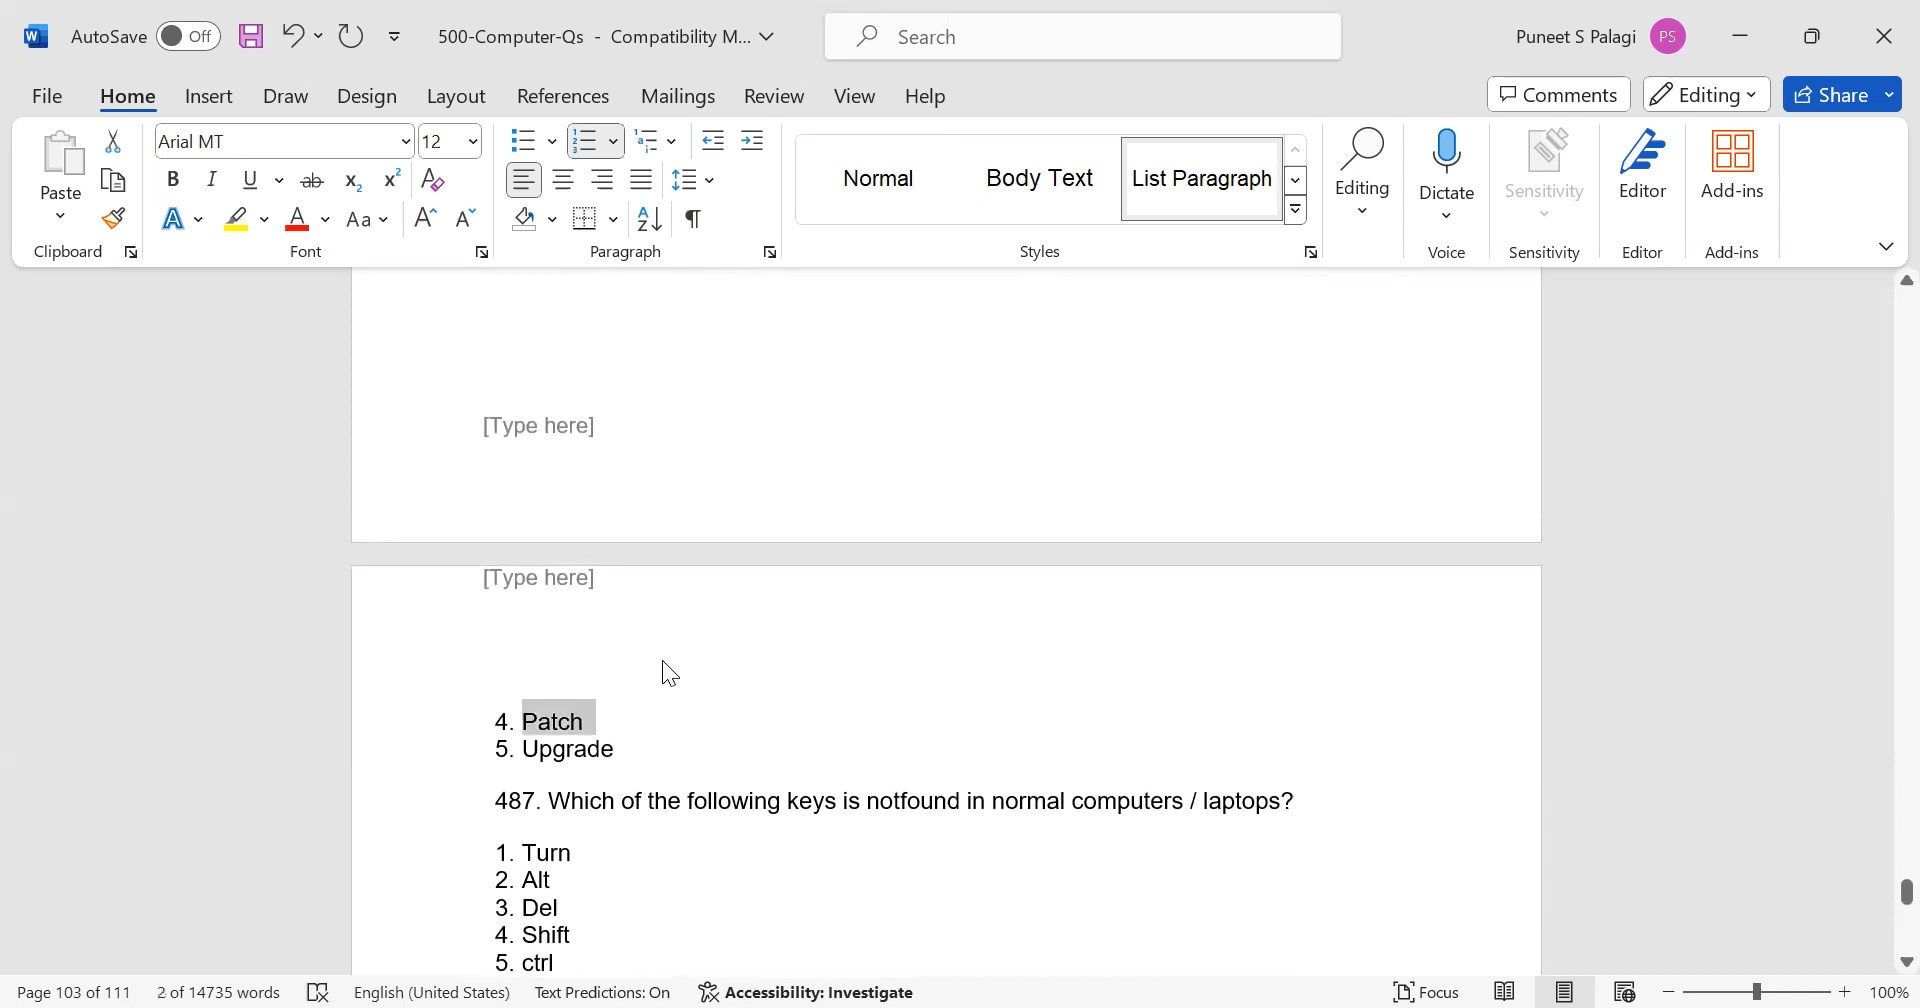 AutoSave Off 500-Computer-Qs - Compatibility M... Search Puneet S Palagi PS
File Home Insert Draw Design Layout References Mailings Review View Help Comments Editing Share
Arial MT 12
Paste Normal Body Text List Paragraph Editing Dictate Sensitivity Editor Add-ins
Clipboard Font Paragraph Styles Voice Sensitivity Editor Add-ins
[Type here]
[Type here]
4. Patch
5. Upgrade
487. Which of the following keys is notfound in normal computers / laptops?
1. Turn
2. Alt
3. Del
4. Shift
5. ctrl
Page 103 of 111 2 of 14735 words English (United States) Text Predictions: On Accessibility: Investigate Focus 100%